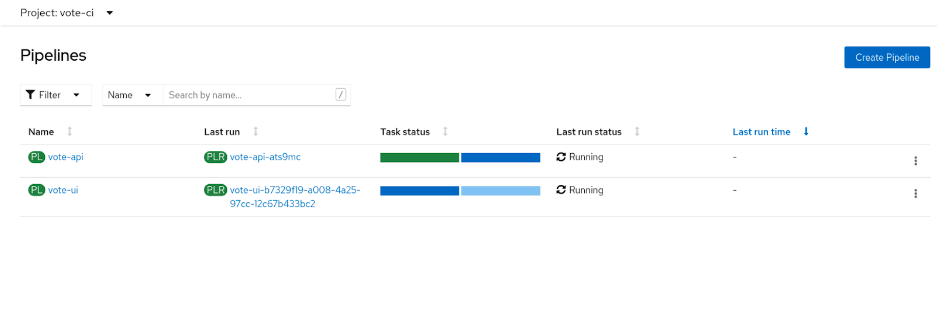 Project: vote-ci
Pipelines
Create Pipeline
Filter
Name
Search by name...
/
Name
Last run
Task status
Last run status
Last run time
PL vote-api
PLR vote-api-ats9mc
Running
-
PL vote-ui
PLR vote-ui-b7329f19-a008-4a25-
97cc-12c67b433bc2
Running
-